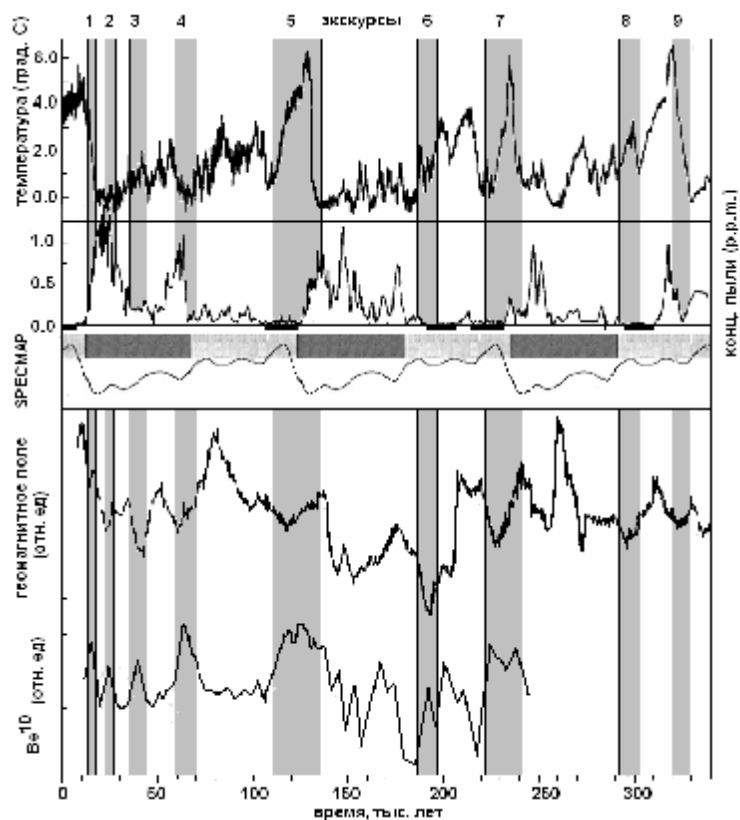 1 2 3 4 5 экскурсы 6 7 8 9
температура (град. С)
6.0
4.0
2.0
0.0
конц. пыли (р.р.m.)
1.0
0.5
0.0
SPECMAP
геомагнитное поле
(отн. ед)
Be10
(отн. ед)
0 50 100 150 200 250 300
время, тыс. лет